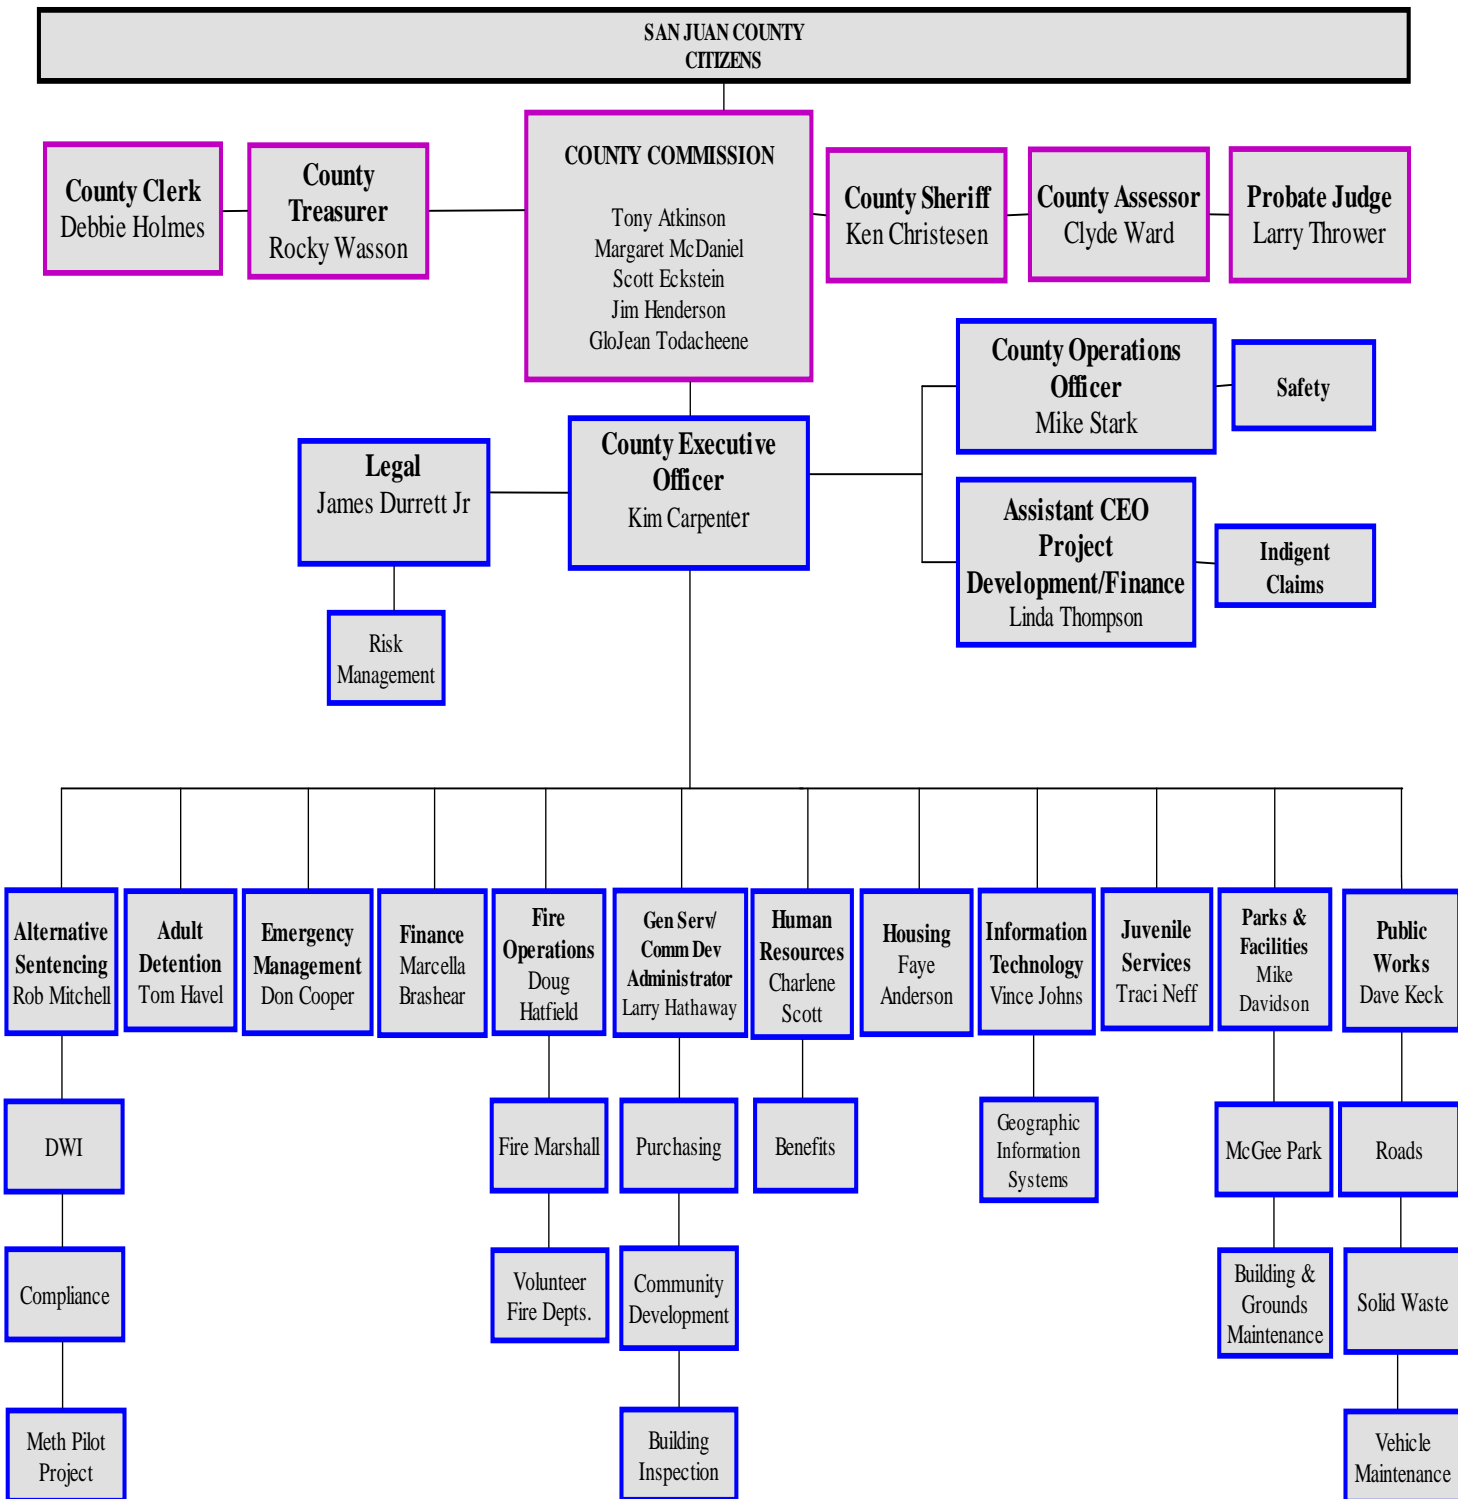 SAN JUAN COUNTY
CITIZENS
County Clerk
Debbie Holmes
County
Treasurer
Rocky Wasson
COUNTY COMMISSION
Tony Atkinson
Margaret McDaniel
Scott Eckstein
Jim Henderson
GloJean Todacheene
County Sheriff
Ken Christesen
County Assessor
Clyde Ward
Probate Judge
Larry Thrower
County Operations
Officer
Mike Stark
Safety
Legal
James Durrett Jr
County Executive
Officer
Kim Carpenter
Assistant CEO
Project
Development/Finance
Linda Thompson
Indigent
Claims
Risk
Management
Alternative
Sentencing
Rob Mitchell
Adult
Detention
Tom Havel
Emergency
Management
Don Cooper
Finance
Marcella
Brashear
Fire
Operations
Doug
Hatfield
Gen Serv/
Comm Dev
Administrator
Larry Hathaway
Human
Resources
Charlene
Scott
Housing
Faye
Anderson
Information
Technology
Vince Johns
Juvenile
Services
Traci Neff
Parks &
Facilities
Mike
Davidson
Public
Works
Dave Keck
DWI
Fire Marshall
Purchasing
Benefits
Geographic
Information
Systems
McGee Park
Roads
Compliance
Volunteer
Fire Depts.
Community
Development
Building &
Grounds
Maintenance
Solid Waste
Meth Pilot
Project
Building
Inspection
Vehicle
Maintenance